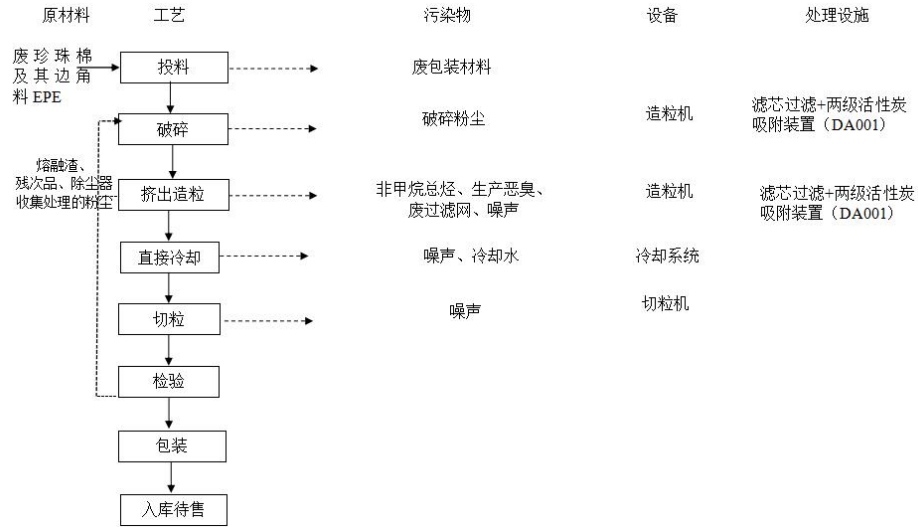 原材料 工艺 污染物 设备 处理设施
废珍珠棉
及其边角
料EPE
投料
废包装材料
破碎
破碎粉尘
造粒机
滤芯过滤+两级活性炭
吸附装置（DA001）
熔融渣、
残次品、除尘器
收集处理的粉尘
挤出造粒
非甲烷总烃、生产恶臭、
废过滤网、噪声
造粒机
滤芯过滤+两级活性炭
吸附装置（DA001）
直接冷却
噪声、冷却水
冷却系统
切粒
噪声
切粒机
检验
包装
入库待售